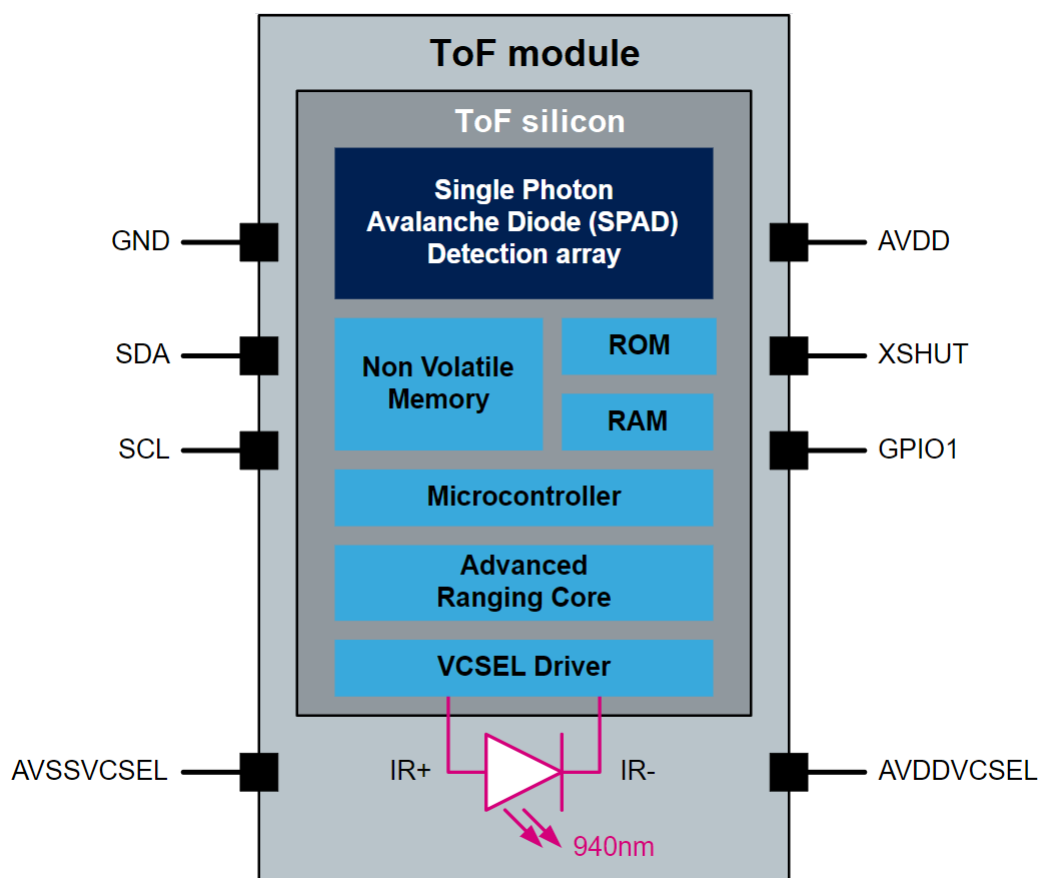 ToF module
ToF silicon
Single Photon
Avalanche Diode (SPAD)
Detection array
GND
AVDD
SDA
Non Volatile
Memory
ROM
XSHUT
RAM
SCL
GPIO1
Microcontroller
Advanced
Ranging Core
VCSEL Driver
AVSSVCSEL
IR+
IR-
AVDDVCSEL
940nm